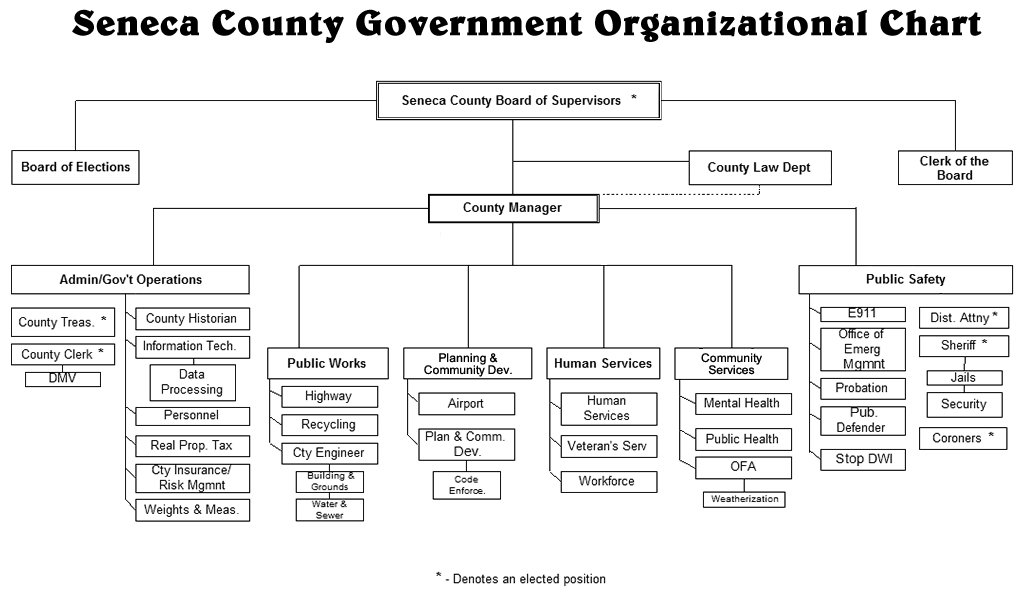 Seneca County Government Organizational Chart
Seneca County Board of Supervisors *
Board of Elections
County Law Dept
Clerk of the
Board
County Manager
Admin/Gov't Operations
County Treas. *
County Clerk *
DMV
County Historian
Information Tech.
Data
Processing
Personnel
Real Prop. Tax
Cty Insurance/
Risk Mgmnt
Weights & Meas.
Public Works
Highway
Recycling
Cty Engineer
Building &
Grounds
Water &
Sewer
Planning &
Community Dev.
Airport
Plan & Comm.
Dev.
Code
Enforce.
Human Services
Human
Services
Veteran's Serv
Workforce
Community
Services
Mental Health
Public Health
OFA
Weatherization
Public Safety
E911
Office of
Emerg
Mgmnt
Probation
Pub.
Defender
Stop DWI
Dist. Attny *
Sheriff *
Jails
Security
Coroners *
* - Denotes an elected position